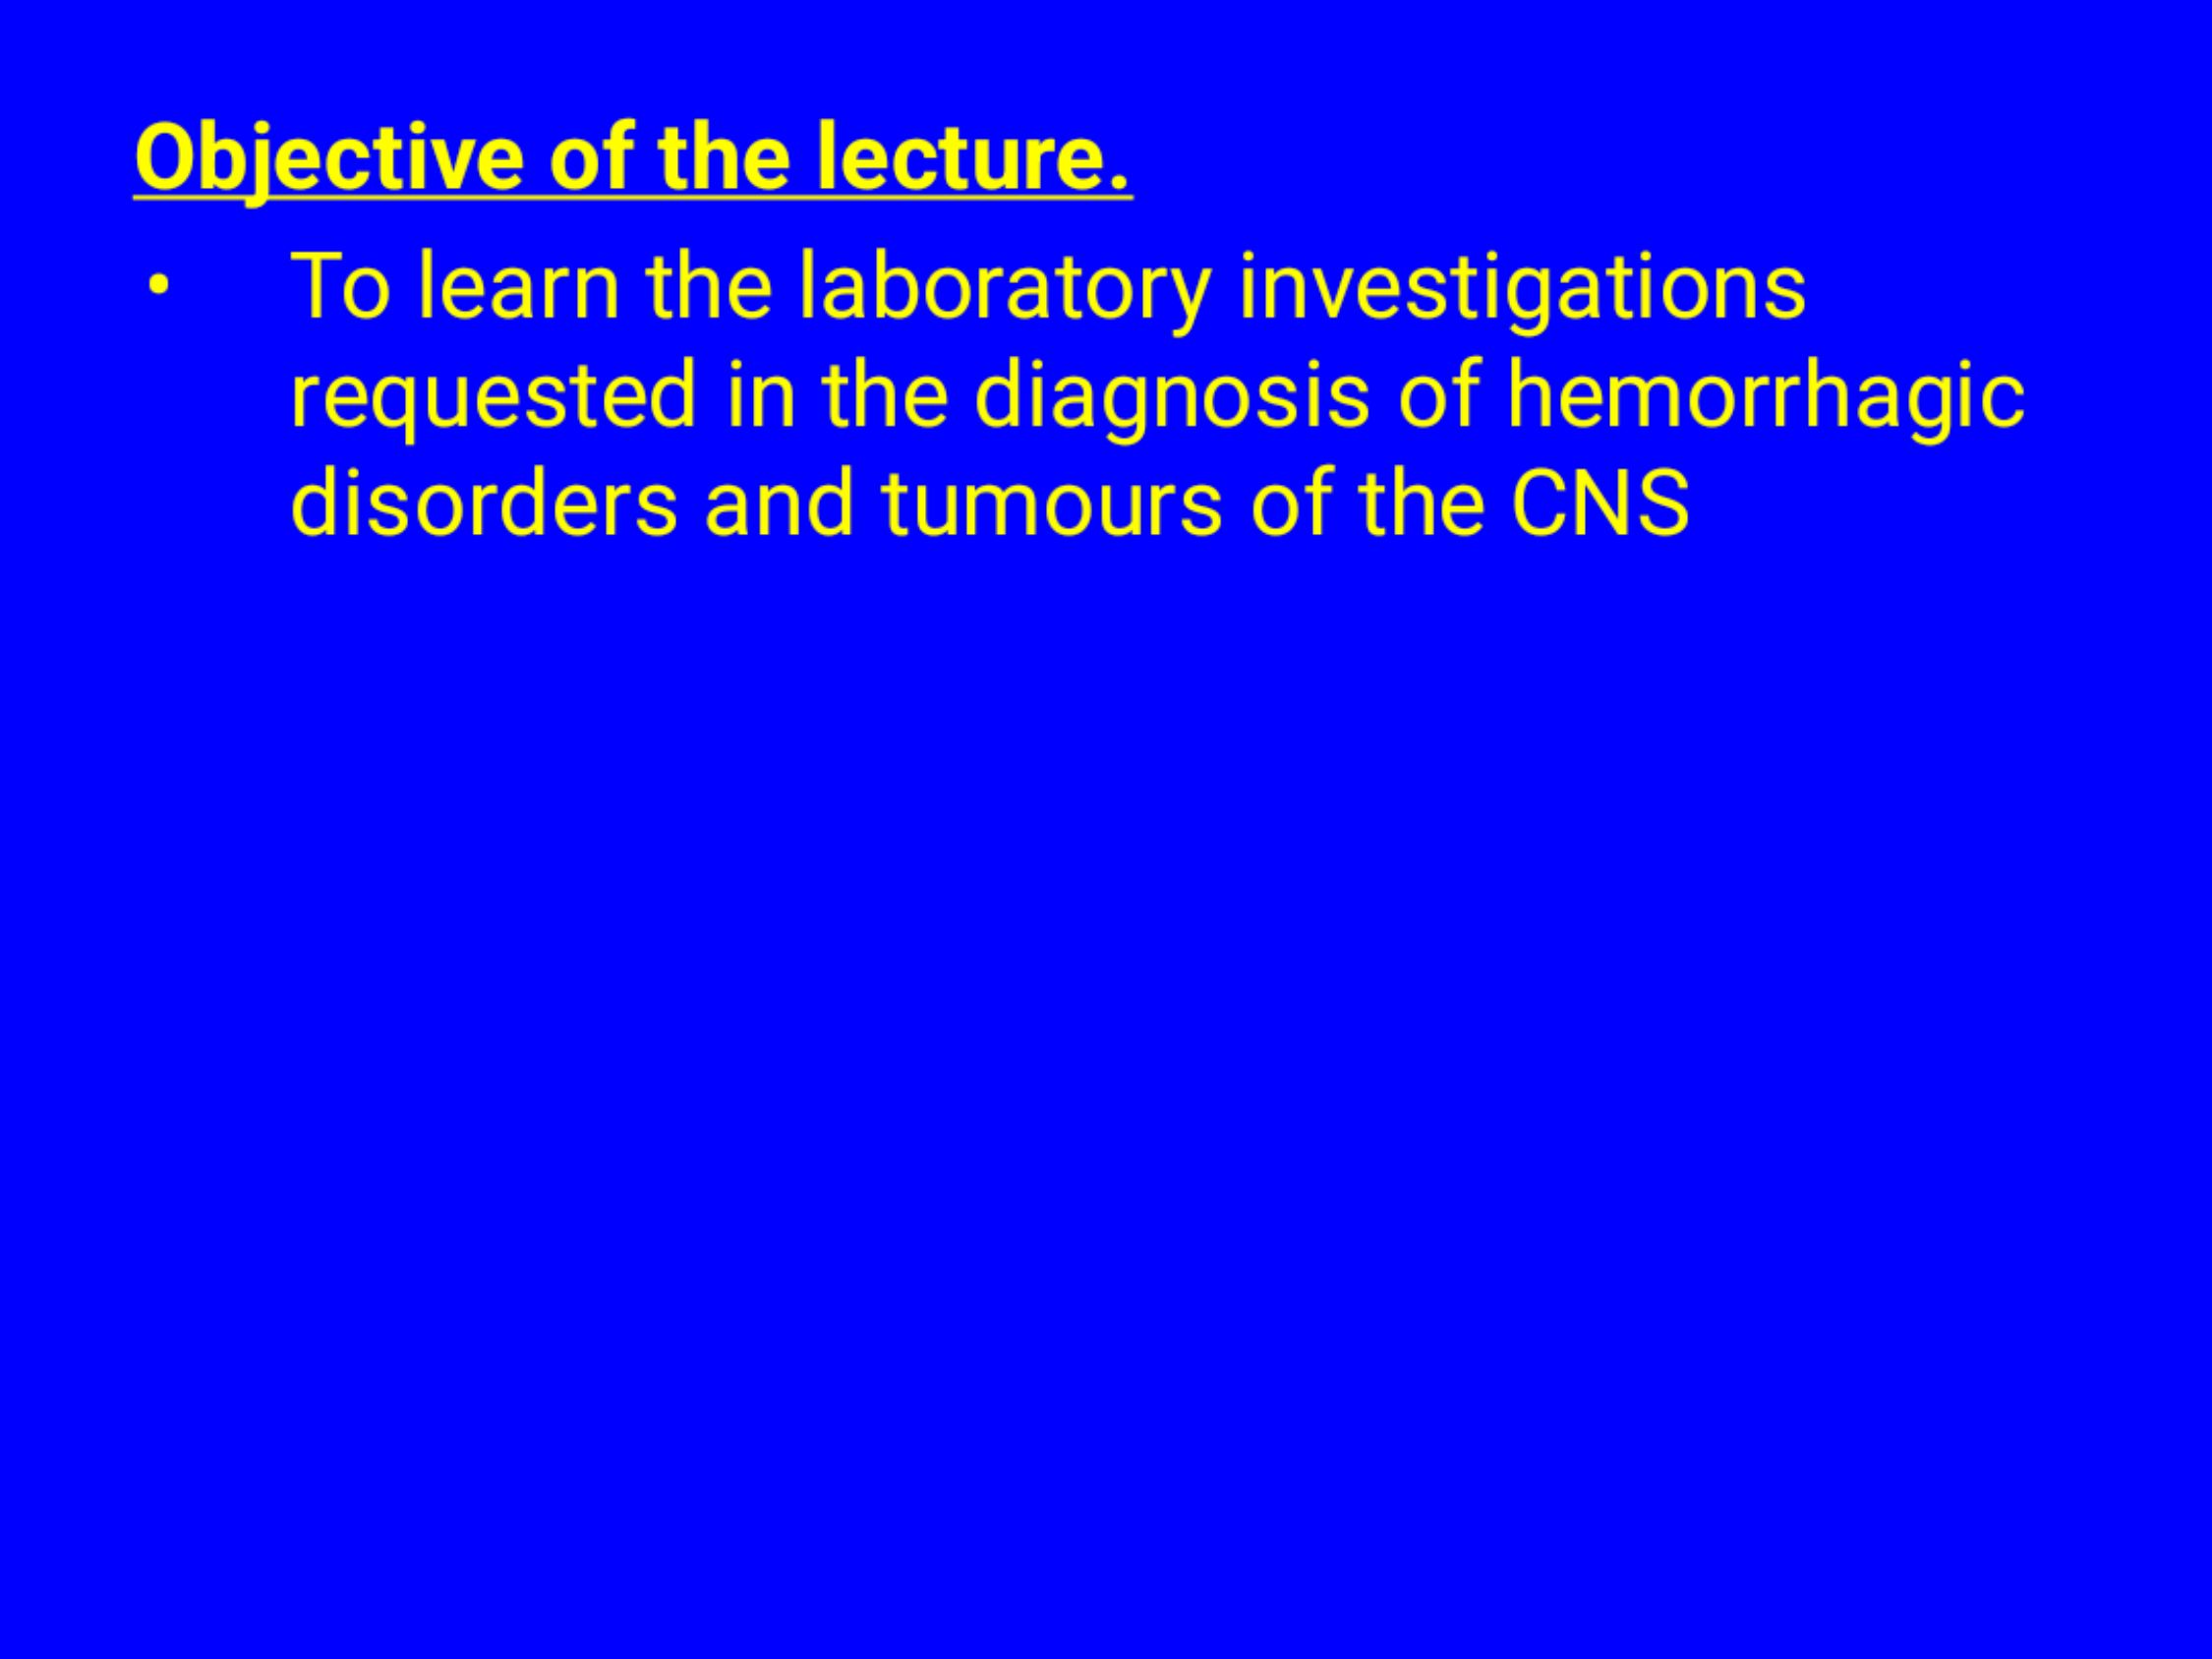 Objective of the lecture.
• To learn the laboratory investigations
requested in the diagnosis of hemorrhagic
disorders and tumours of the CNS